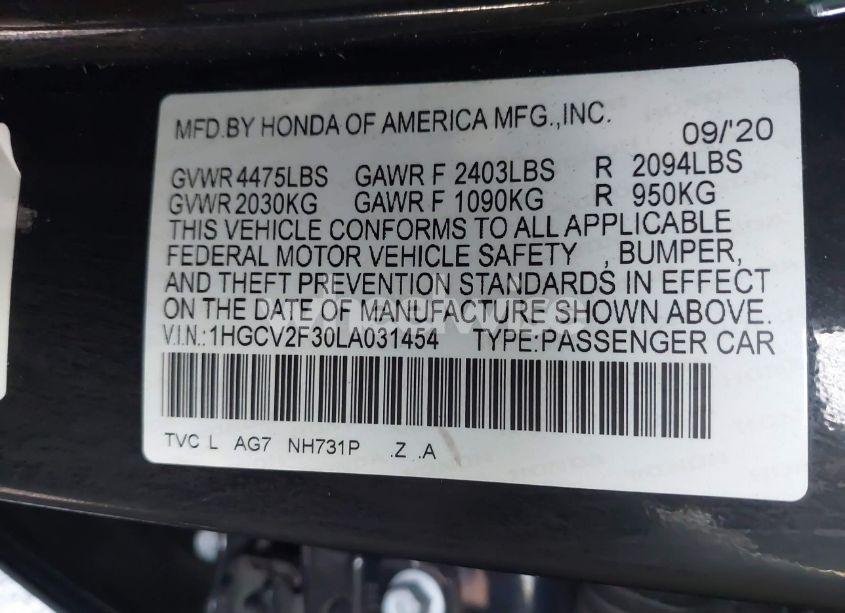 MFD.BY HONDA OF AMERICA MFG.,INC. 09/'20
GVWR 4475LBS GAWR F 2403LBS R 2094LBS
GVWR 2030KG GAWR F 1090KG R 950KG
THIS VEHICLE CONFORMS TO ALL APPLICABLE
FEDERAL MOTOR VEHICLE SAFETY , BUMPER,
AND THEFT PREVENTION STANDARDS IN EFFECT
ON THE DATE OF MANUFACTURE SHOWN ABOVE.
V.I.N.:1HGCV2F30LA031454 TYPE:PASSENGER CAR
TVC L AG7 NH731P .Z .A